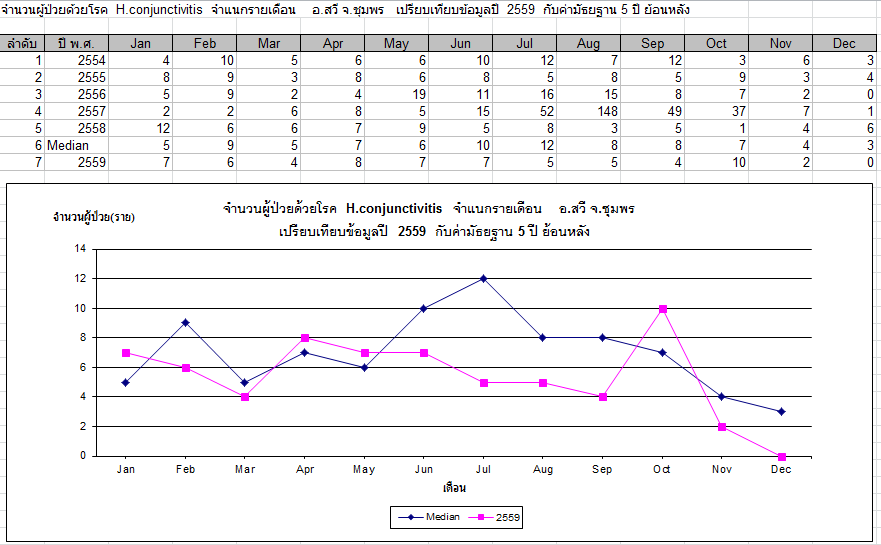 จำนวนผู้ป่วยด้วยโรค H.conjunctivitis จำแนกรายเดือน อ.สวี จ.ชุมพร เปรียบเทียบข้อมูลปี 2559 กับค่ามัธยฐาน 5 ปี ย้อนหลัง
ลำดับ ปี พ.ศ. Jan Feb Mar Apr May Jun Jul Aug Sep Oct Nov Dec
1 2554 4 10 5 6 6 10 12 7 12 3 6 3
2 2555 8 9 3 8 6 8 5 8 5 9 3 4
3 2556 5 9 2 4 19 11 16 15 8 7 2 0
4 2557 2 2 6 8 5 15 52 148 49 37 7 1
5 2558 12 6 6 7 9 5 8 3 5 1 4 6
6 Median 5 9 5 7 6 10 12 8 8 7 4 3
7 2559 7 6 4 8 7 7 5 5 4 10 2 0
จำนวนผู้ป่วยด้วยโรค H.conjunctivitis จำแนกรายเดือน อ.สวี จ.ชุมพร
เปรียบเทียบข้อมูลปี 2559 กับค่ามัธยฐาน 5 ปี ย้อนหลัง
จำนวนผู้ป่วย(ราย)
14
12
10
8
6
4
2
0
Jan Feb Mar Apr May Jun Jul Aug Sep Oct Nov Dec
เดือน
Median 2559